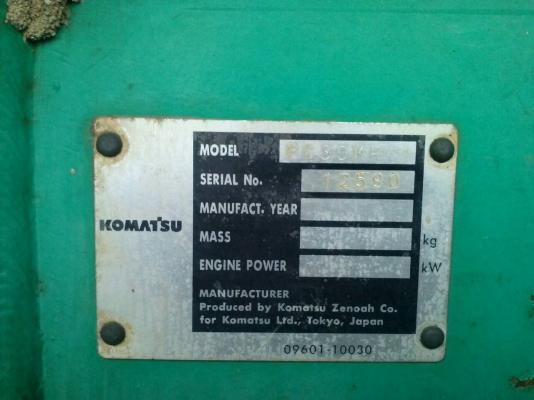 KOMATSU
MODEL
SERIAL No. 12590
MANUFACT. YEAR
MASS kg
ENGINE POWER kW
MANUFACTURER
Produced by Komatsu Zenoah Co.
for Komatsu Ltd., Tokyo, Japan
09601-10030